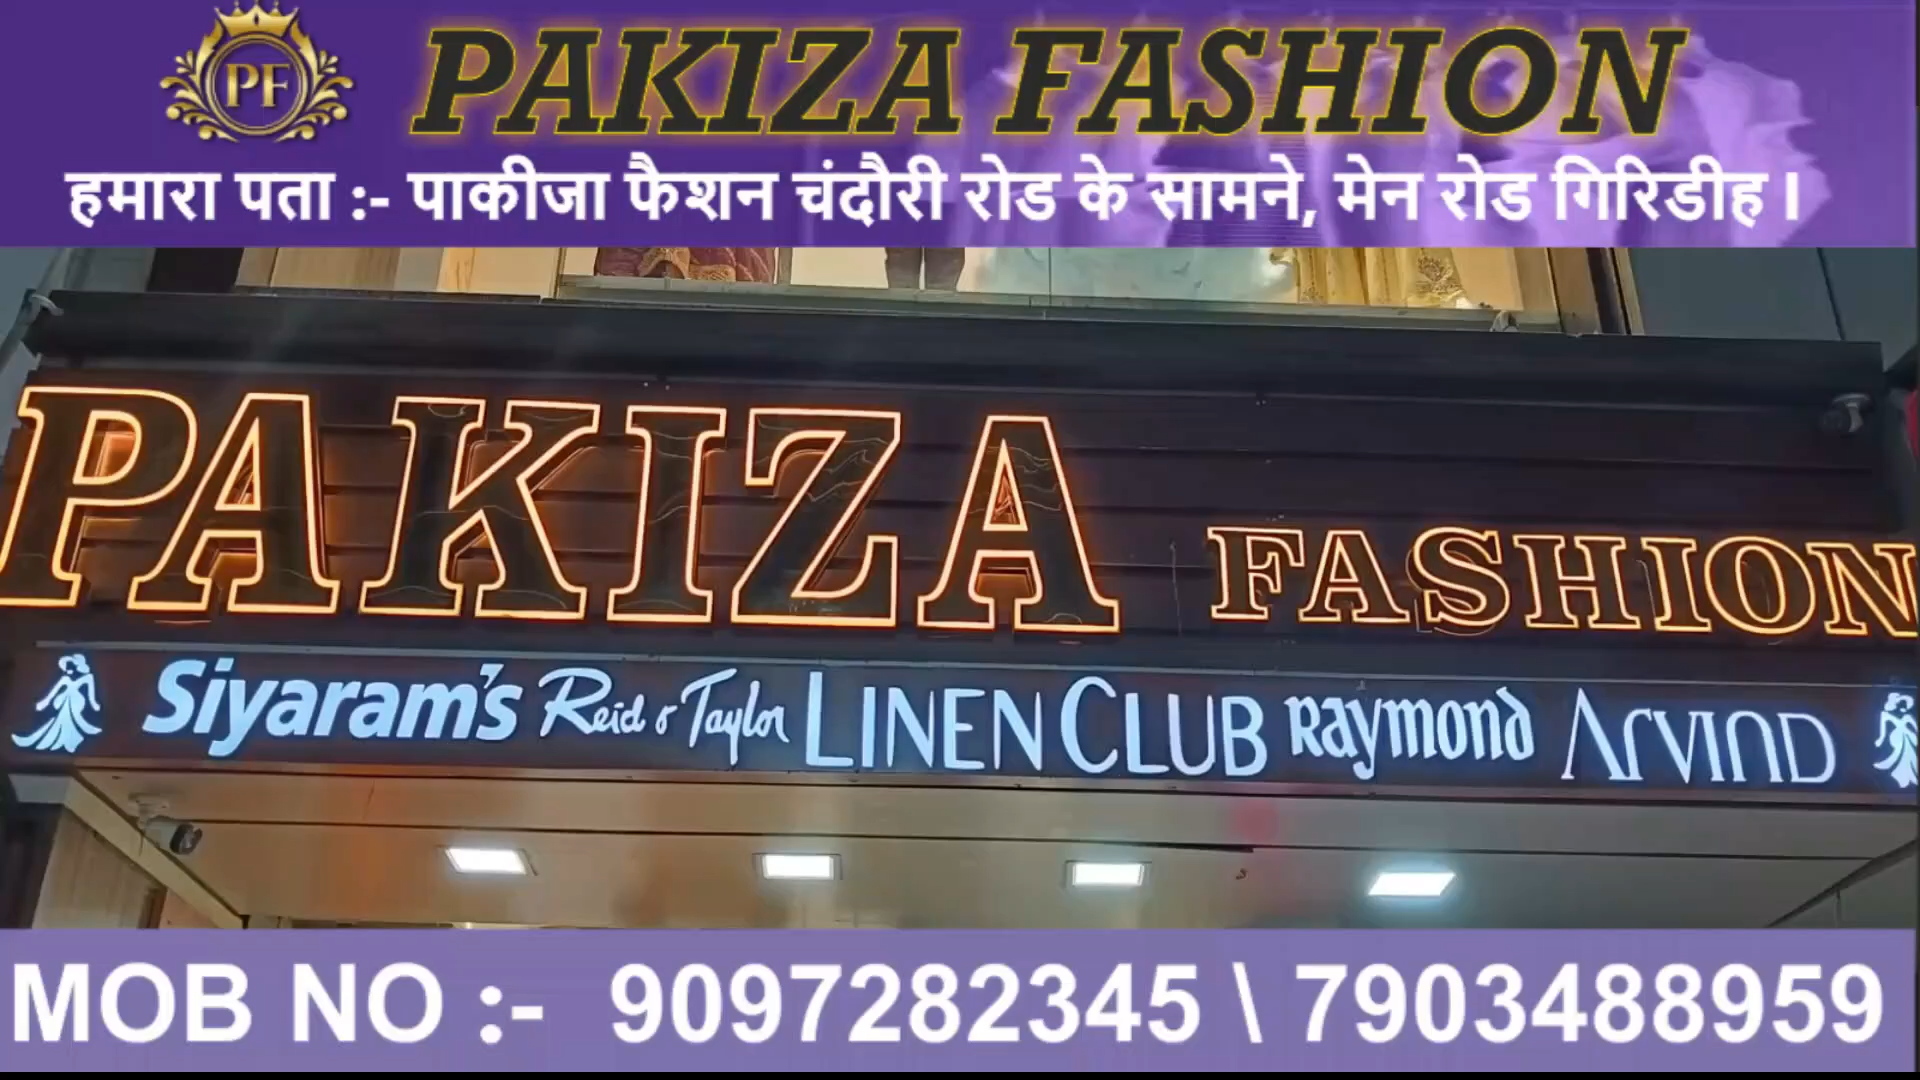 PF
PAKIZA FASHION
हमारा पता :- पाकीजा फैशन चंदौरी रोड के सामने, मेन रोड गिरिडीह।
PAKIZA FASHION
Siyaram's Reid & Taylor LINEN CLUB Raymond ARVIND
MOB NO :- 9097282345 \ 7903488959